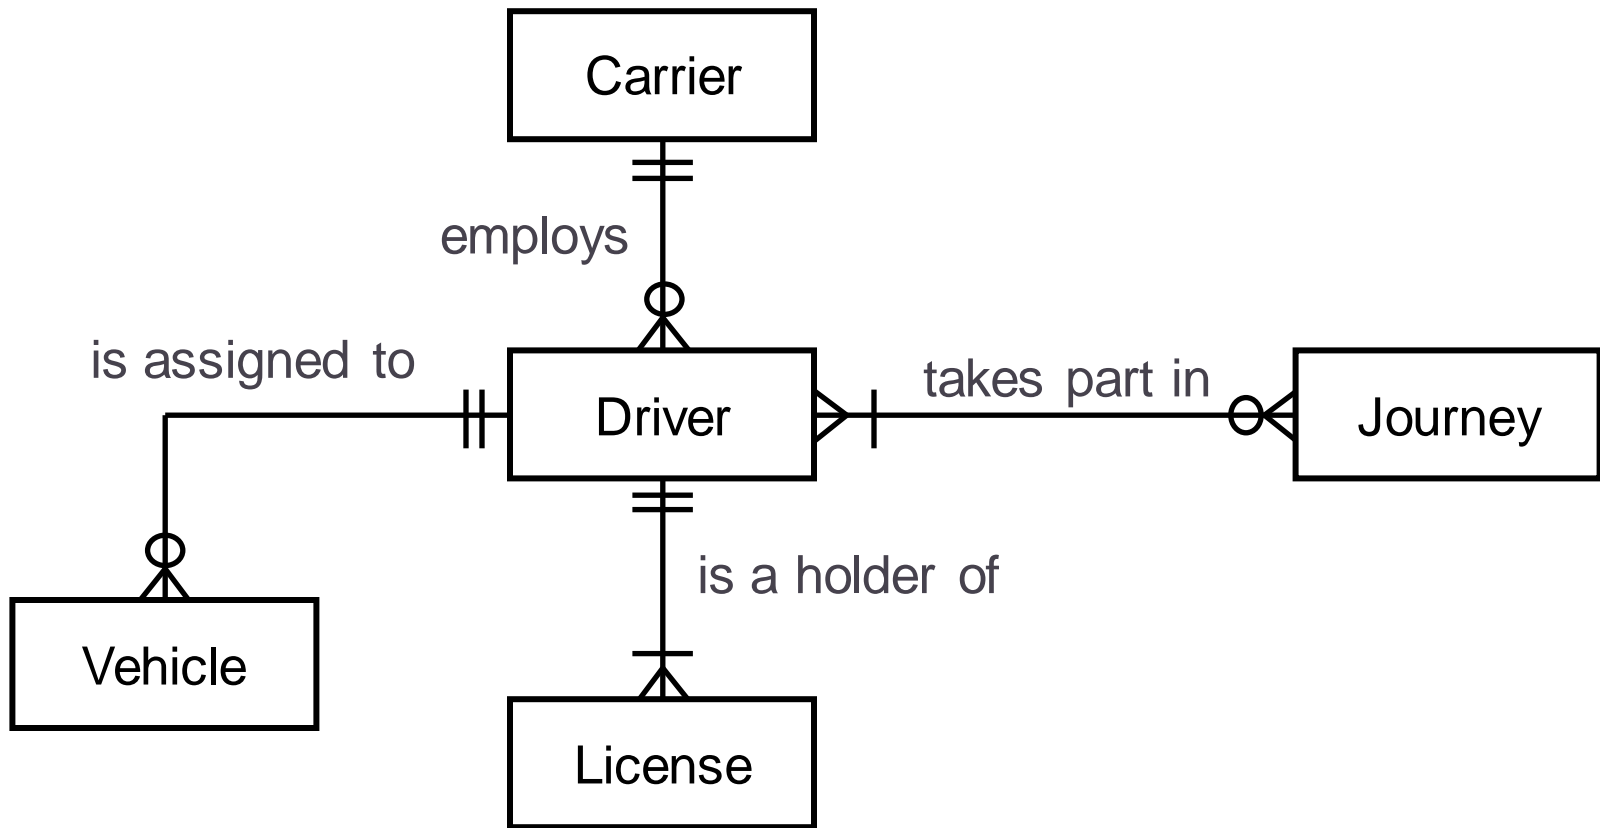 Carrier
employs
is assigned to
Driver
takes part in
Journey
is a holder of
Vehicle
License